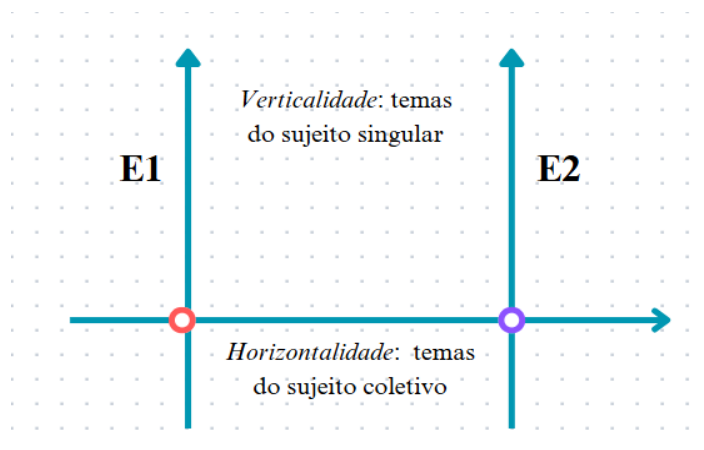 Verticalidade: temas
do sujeito singular
E1
E2
Horizontalidade: temas
do sujeito coletivo